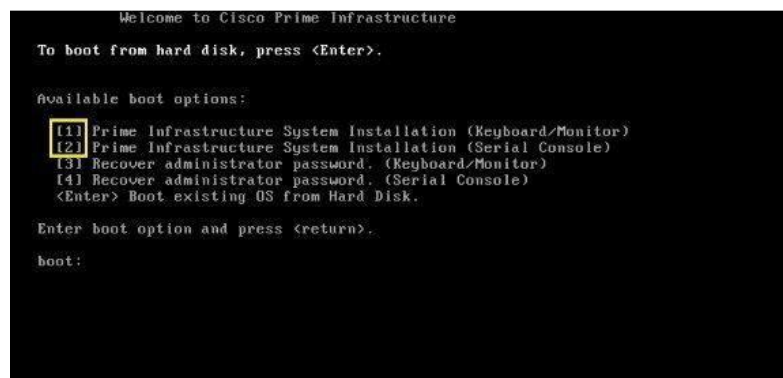 Welcome to Cisco Prime Infrastructure
To boot from hard disk, press <Enter>.
Available boot options:
[1] Prime Infrastructure System Installation (Keyboard/Monitor)
[2] Prime Infrastructure System Installation (Serial Console)
[3] Recover administrator password. (Keyboard/Monitor)
[4] Recover administrator password. (Serial Console)
<Enter> Boot existing OS from Hard Disk.
Enter boot option and press <return>.
boot: